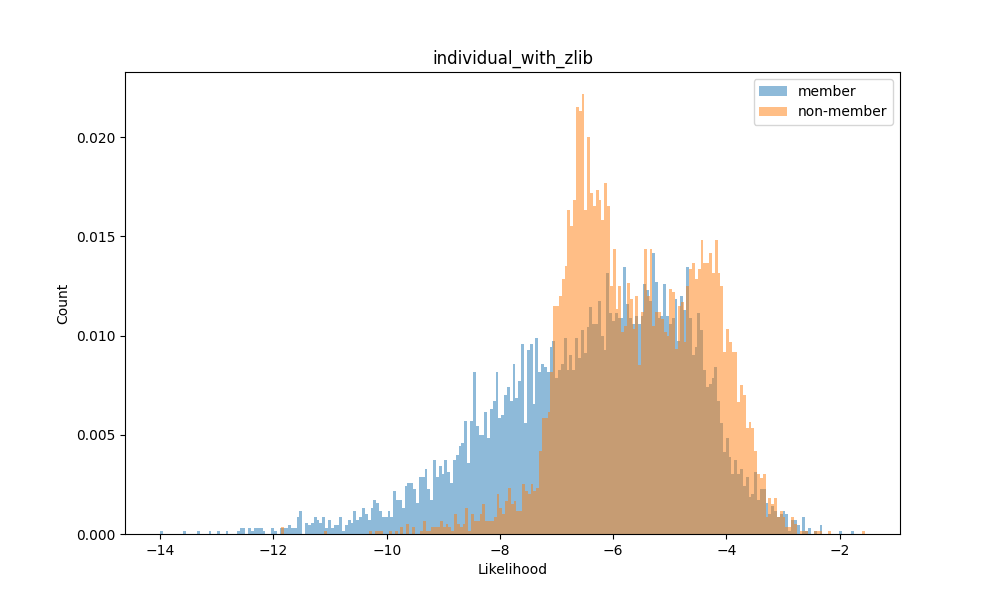 individual_with_zlib
member
non-member
0.020
0.015
0.010
0.005
0.000
Count
−14
−12
−10
−8
−6
−4
−2
Likelihood